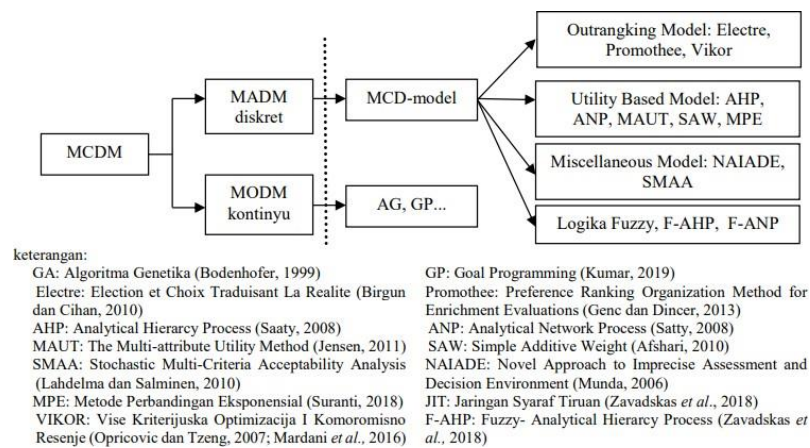 Outrangking Model: Electre,
Promothee, Vikor
MADM
diskret
MCD-model
Utility Based Model: AHP,
ANP, MAUT, SAW, MPE
MCDM
Miscellaneous Model: NAIADE,
SMAA
MODM
kontinyu
AG, GP...
Logika Fuzzy, F-AHP, F-ANP
keterangan:
GA: Algoritma Genetika (Bodenhofer, 1999)
Electre: Election et Choix Traduisant La Realite (Birgun
dan Cihan, 2010)
AHP: Analytical Hierarcy Process (Saaty, 2008)
MAUT: The Multi-attribute Utility Method (Jensen, 2011)
SMAA: Stochastic Multi-Criteria Acceptability Analysis
(Lahdelma dan Salminen, 2010)
MPE: Metode Perbandingan Eksponensial (Suranti, 2018)
VIKOR: Vise Kriterijuska Optimizacija I Komoromisno
Resenje (Opricovic dan Tzeng, 2007; Mardani et al., 2016)
GP: Goal Programming (Kumar, 2019)
Promothee: Preference Ranking Organization Method for
Enrichment Evaluations (Genc dan Dincer, 2013)
ANP: Analytical Network Process (Satty, 2008)
SAW: Simple Additive Weight (Afshari, 2010)
NAIADE: Novel Approach to Imprecise Assessment and
Decision Environment (Munda, 2006)
JIT: Jaringan Syaraf Tiruan (Zavadskas et al., 2018)
F-AHP: Fuzzy- Analytical Hierarcy Process (Zavadskas et
al., 2018)